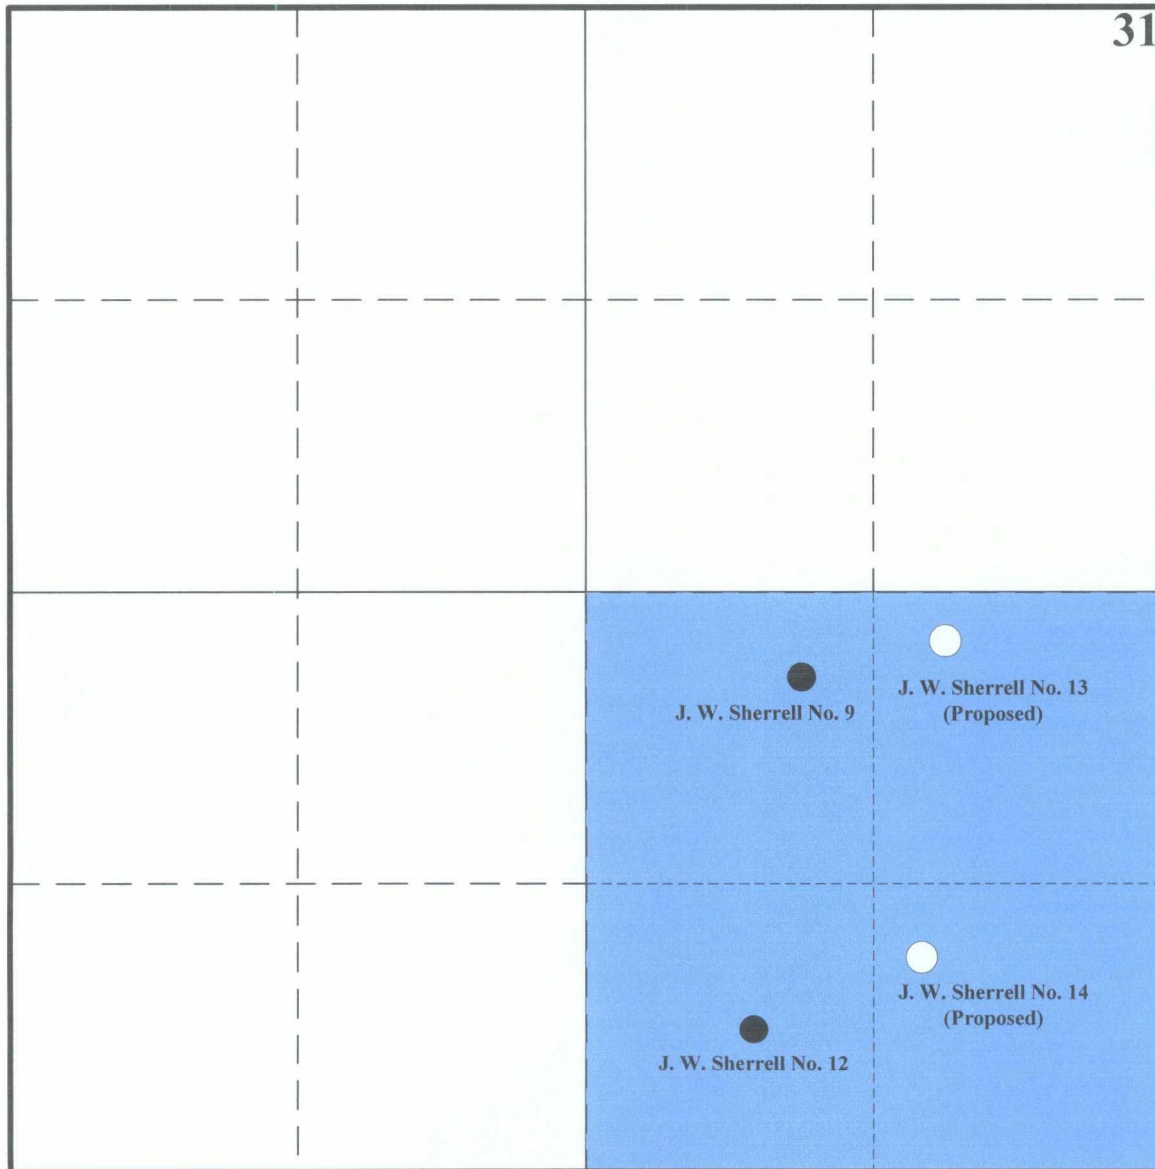 31
J. W. Sherrell No. 13
(Proposed)
J. W. Sherrell No. 9
J. W. Sherrell No. 14
(Proposed)
J. W. Sherrell No. 12